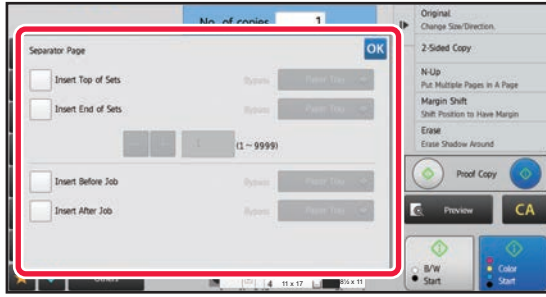 No. of copies 1
Separator Page
OK
Insert Top of Sets
Bypass
Paper Tray
Insert End of Sets
Bypass
Paper Tray
1
(1 ~ 9999)
Insert Before Job
Bypass
Paper Tray
Insert After Job
Bypass
Paper Tray
Others
4
11 x 17
8½ x 11
Original
Change Size/Direction.
2-Sided Copy
N-Up
Put Multiple Pages in A Page
Margin Shift
Shift Position to Have Margin
Erase
Erase Shadow Around
Proof Copy
Preview
CA
B/W
Start
Color
Start